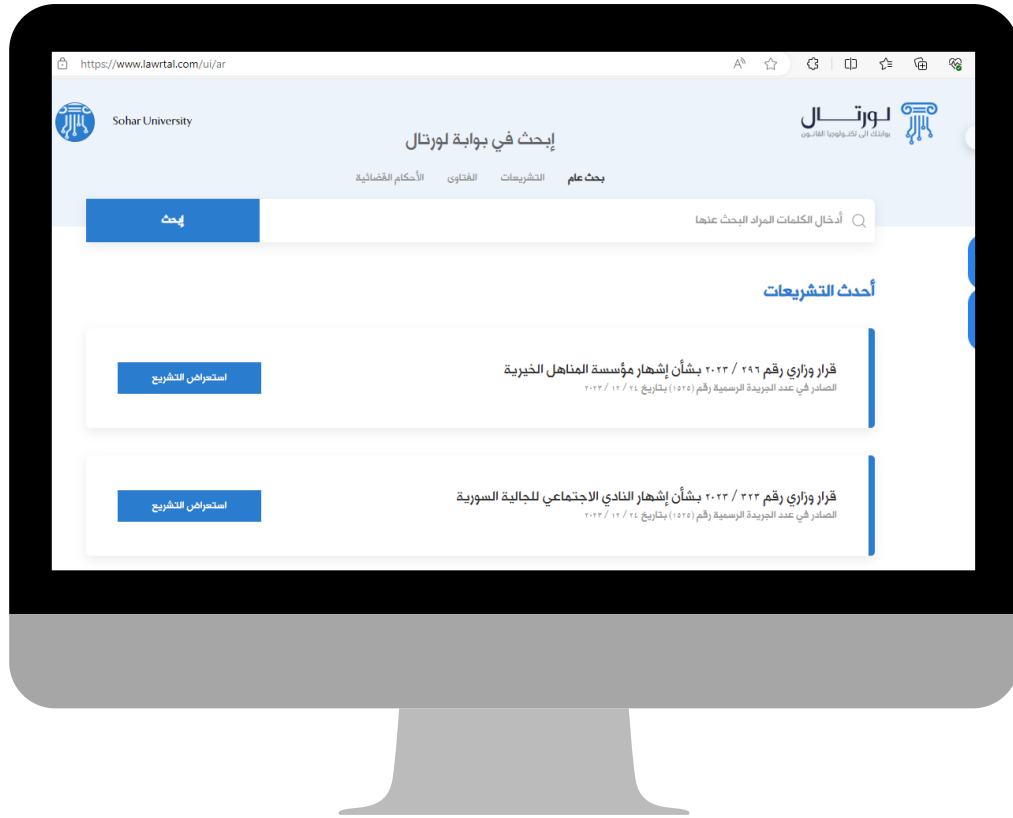 https://www.lawrtal.com/ui/ar
Sohar University
لـورتــــال
بوابتك الى تكنـولوجيا القانـون
إبحث في بوابة لورتال
بحث عام
التشريعات
الفتاوى
الأحكام القضائية
أدخال الكلمات المراد البحث عنها
إبحث
أحدث التشريعات
قرار وزاري رقم ٢٩٦ / ٢٠٢٣ بشأن إشهار مؤسسة المناهل الخيرية
الصادر في عدد الجريدة الرسمية رقم (١٥٢٥) بتاريخ ٢٤ / ١٢ / ٢٠٢٣
استعراض التشريع
قرار وزاري رقم ٣٢٣ / ٢٠٢٣ بشأن إشهار النادي الاجتماعي للجالية السورية
الصادر في عدد الجريدة الرسمية رقم (١٥٢٥) بتاريخ ٢٤ / ١٢ / ٢٠٢٣
استعراض التشريع